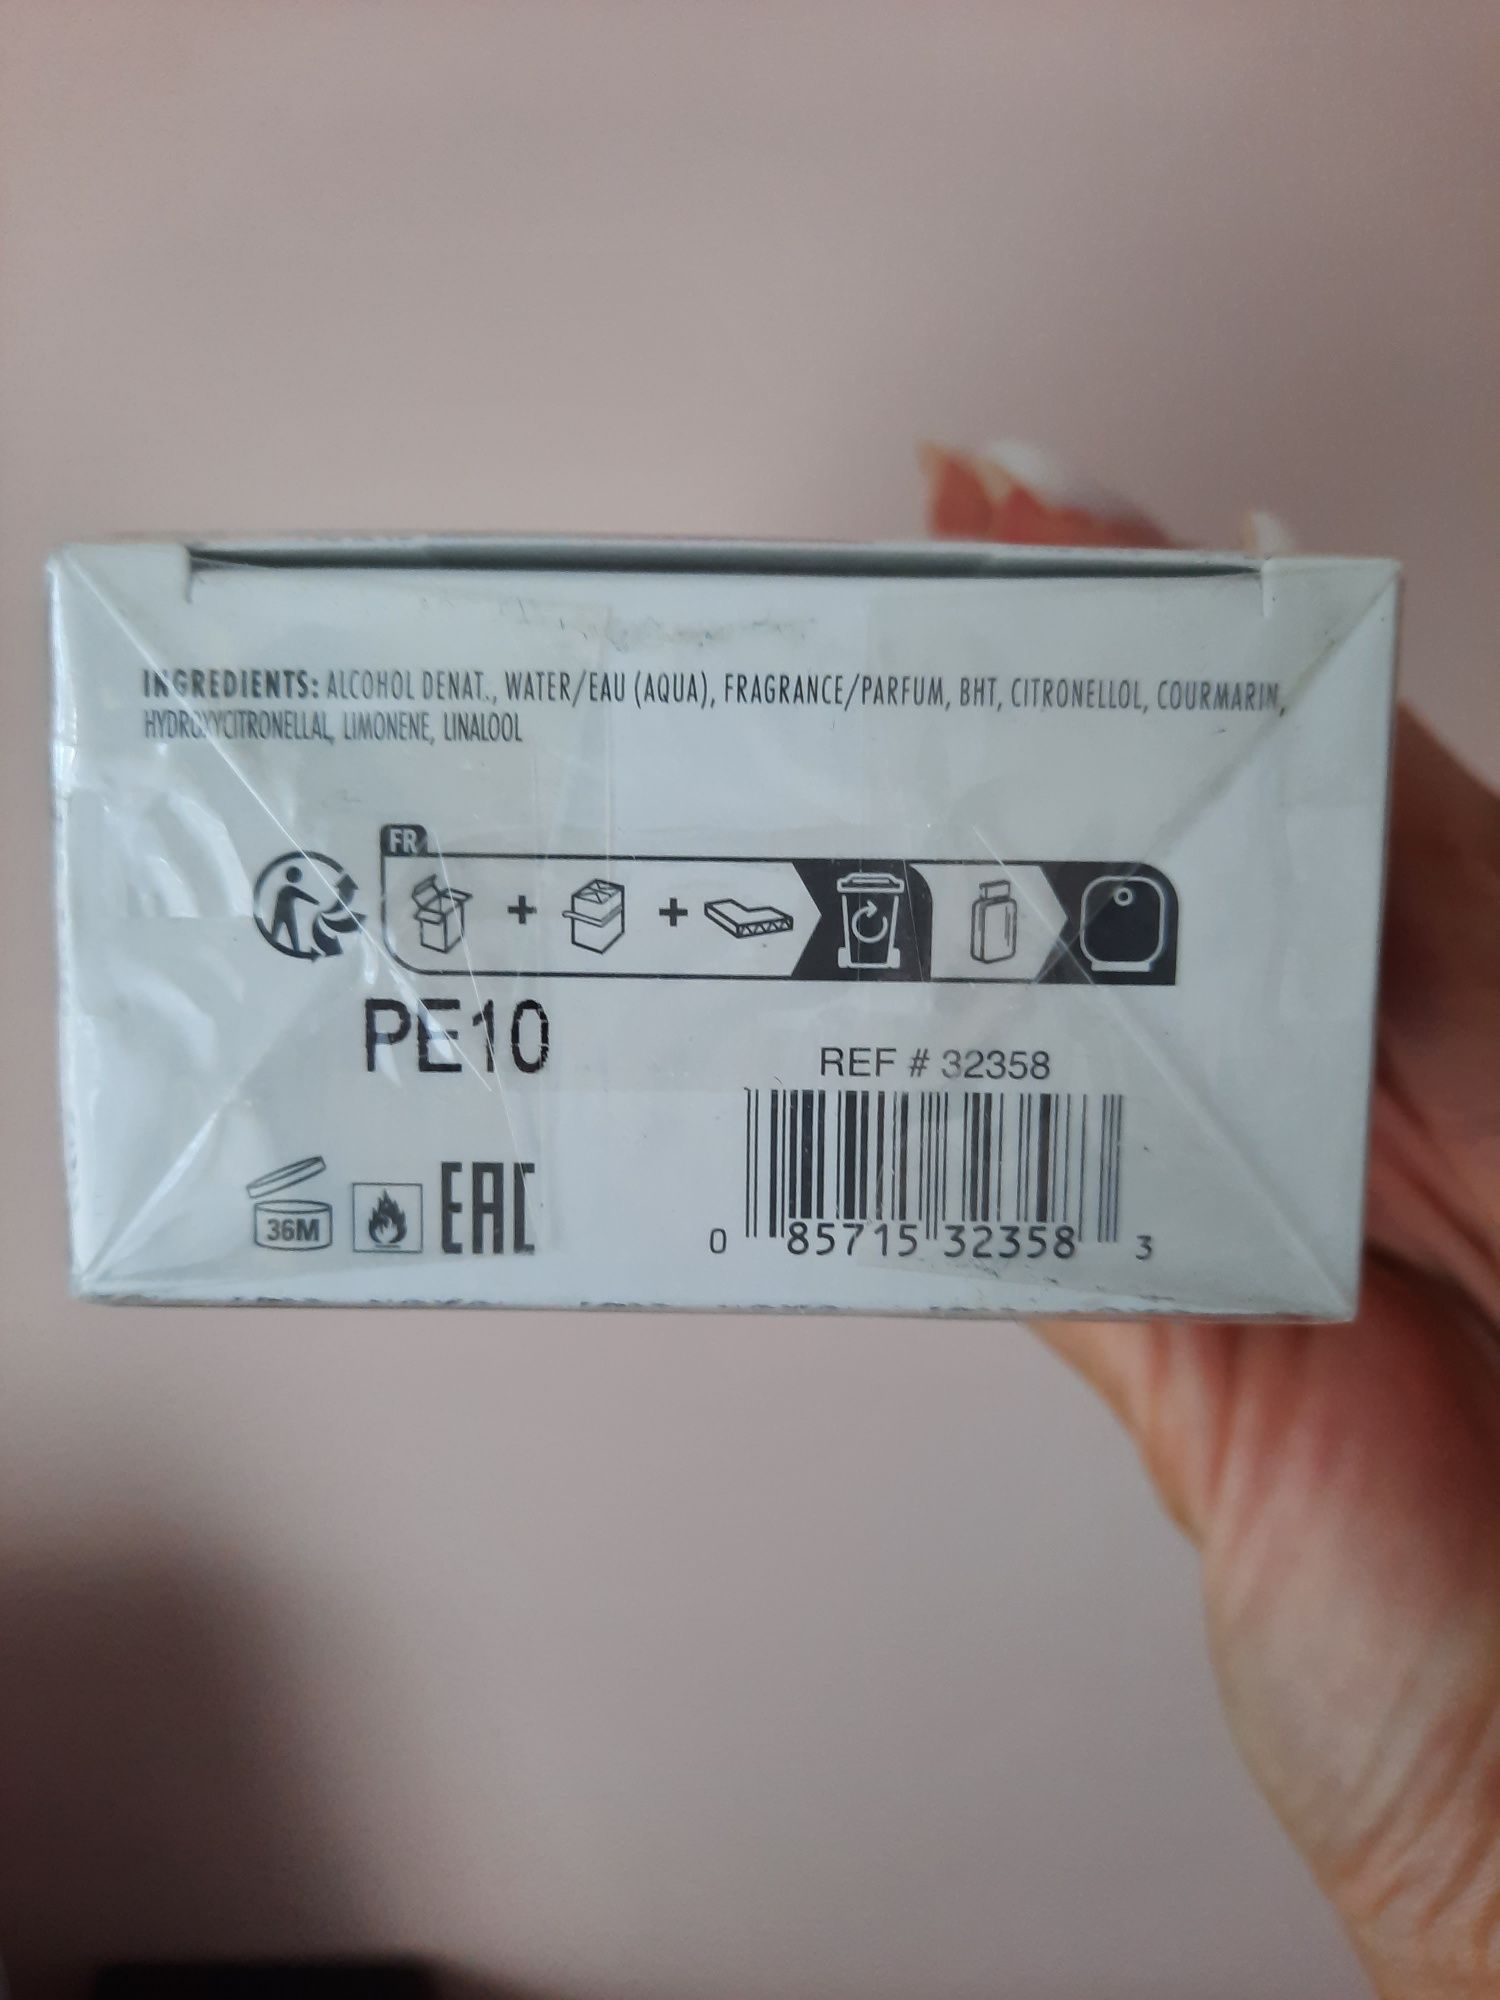 INGREDIENTS: ALCOHOL DENAT., WATER/EAU (AQUA), FRAGRANCE/PARFUM, BHT, CITRONELLOL, COURMARIN,
HYDROXYCITRONELLAL, LIMONENE, LINALOOL
FR
PE10
REF # 32358
36M
EAC
0 85715 32358 3